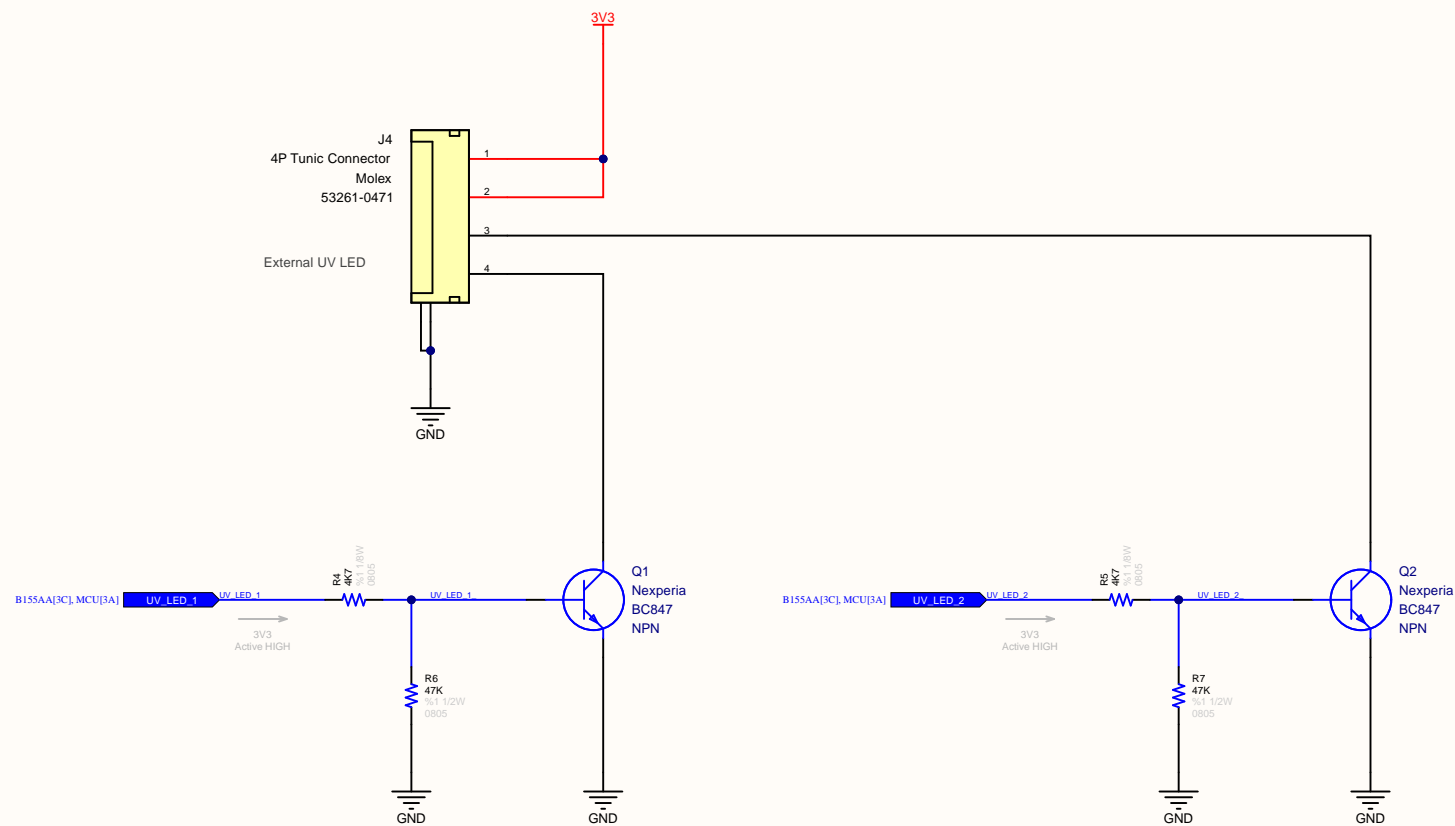 3V3
J4
4P Tunic Connector
Molex
53261-0471
External UV LED
1
2
3
4
GND
B155AA[3C], MCU[3A]
UV_LED_1
UV_LED_1
3V3
Active HIGH
R4
4K7
%1 1/8W
0805
UV_LED_1_
R6
47K
%1 1/2W
0805
GND
Q1
Nexperia
BC847
NPN
GND
B155AA[3C], MCU[3A]
UV_LED_2
UV_LED_2
3V3
Active HIGH
R5
4K7
%1 1/8W
0805
UV_LED_2_
R7
47K
%1 1/2W
0805
GND
Q2
Nexperia
BC847
NPN
GND